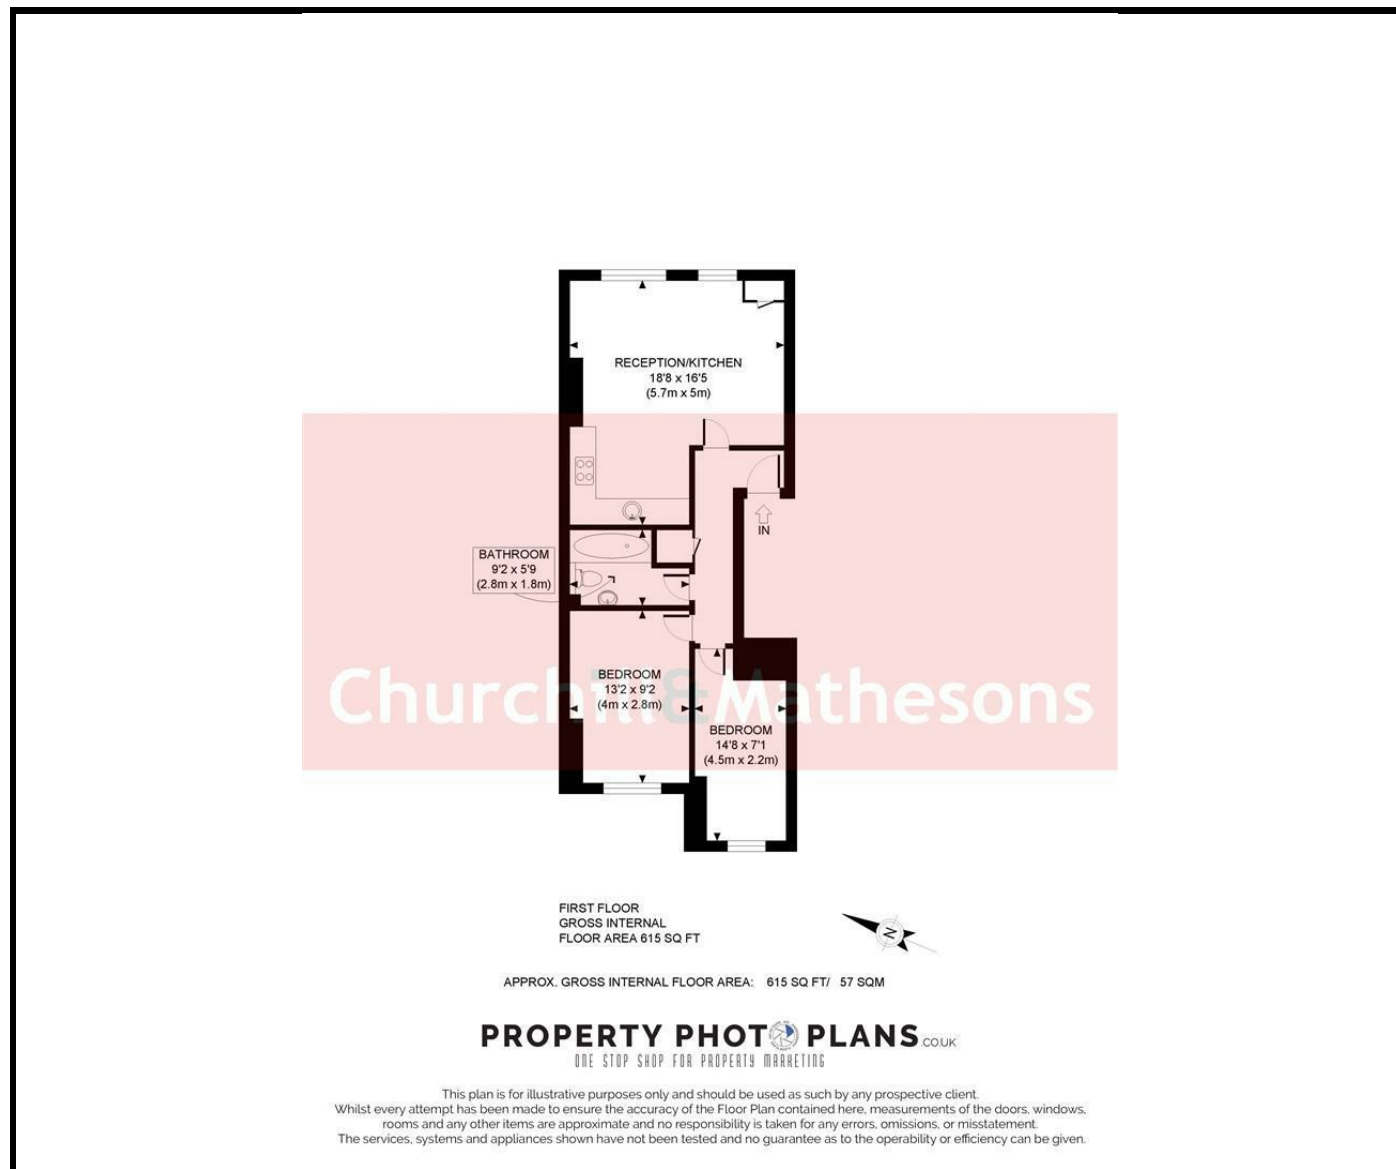 RECEPTION/KITCHEN
18'8 x 16'5
(5.7m x 5m)
IN
BATHROOM
9'2 x 5'9
(2.8m x 1.8m)
BEDROOM
13'2 x 9'2
(4m x 2.8m)
Churchill&Mathesons
BEDROOM
14'8 x 7'1
(4.5m x 2.2m)
FIRST FLOOR
GROSS INTERNAL
FLOOR AREA 615 SQ FT
N
APPROX. GROSS INTERNAL FLOOR AREA: 615 SQ FT/ 57 SQM
PROPERTY PHOTO PLANS.CO.UK
ONE STOP SHOP FOR PROPERTY MARKETING
This plan is for illustrative purposes only and should be used as such by any prospective client.
Whilst every attempt has been made to ensure the accuracy of the Floor Plan contained here, measurements of the doors, windows,
rooms and any other items are approximate and no responsibility is taken for any errors, omissions, or misstatement.
The services, systems and appliances shown have not been tested and no guarantee as to the operability or efficiency can be given.